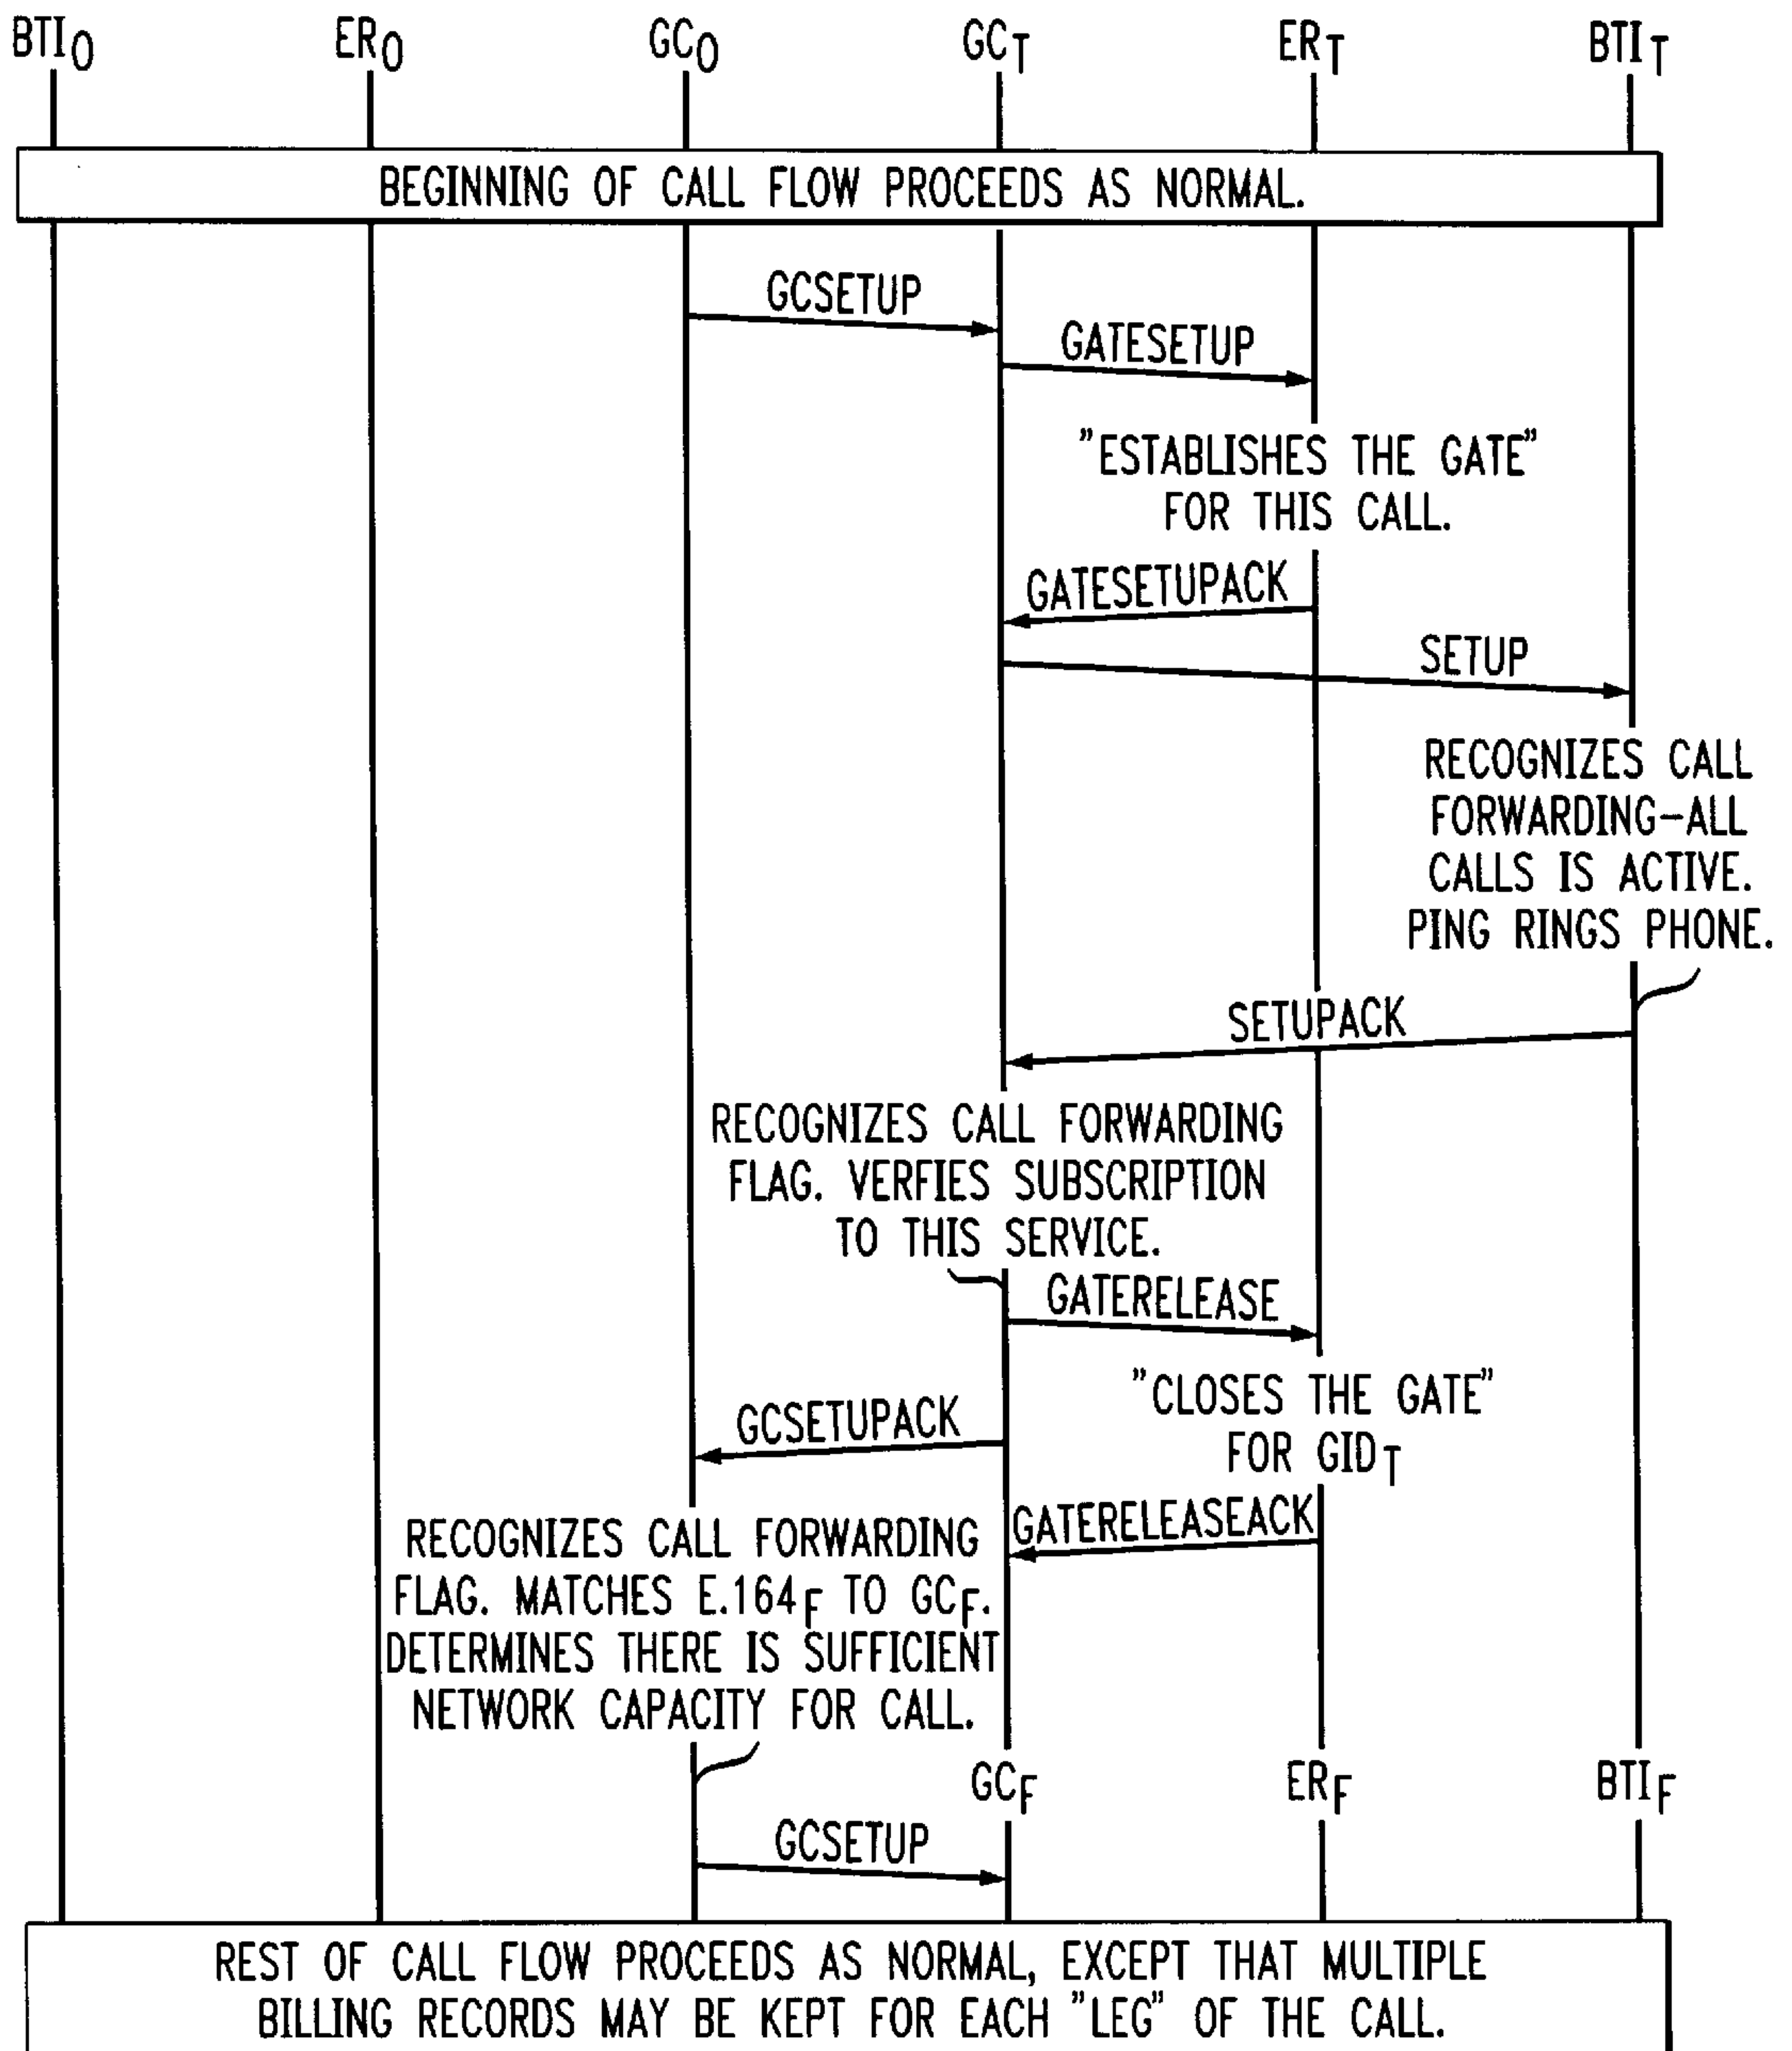 BTIO ERO GCO GCT ERT BTIT
BEGINNING OF CALL FLOW PROCEEDS AS NORMAL.
GCSETUP
GATESETUP
"ESTABLISHES THE GATE"
FOR THIS CALL.
GATESETUPACK
SETUP
RECOGNIZES CALL
FORWARDING-ALL
CALLS IS ACTIVE.
PING RINGS PHONE.
SETUPACK
RECOGNIZES CALL FORWARDING
FLAG. VERFIES SUBSCRIPTION
TO THIS SERVICE.
GATERELEASE
"CLOSES THE GATE"
FOR GIDT
GCSETUPACK
GATERELEASEACK
RECOGNIZES CALL FORWARDING
FLAG. MATCHES E.164F TO GCF.
DETERMINES THERE IS SUFFICIENT
NETWORK CAPACITY FOR CALL.
GCF ERF BTIF
GCSETUP
REST OF CALL FLOW PROCEEDS AS NORMAL, EXCEPT THAT MULTIPLE
BILLING RECORDS MAY BE KEPT FOR EACH "LEG" OF THE CALL.